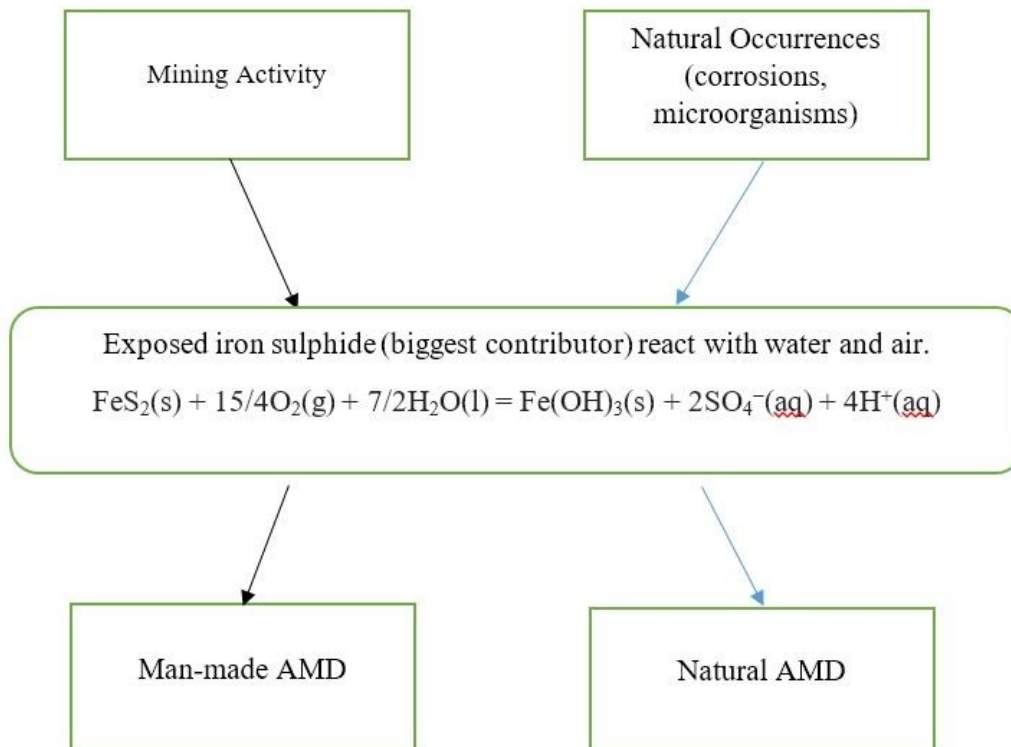 Mining Activity
Natural Occurrences
(corrosions,
microorganisms)
Exposed iron sulphide (biggest contributor) react with water and air.
FeS₂(s) + 15/4O₂(g) + 7/2H₂O(l) = Fe(OH)₃(s) + 2SO₄⁻(aq) + 4H⁺(aq)
Man-made AMD
Natural AMD